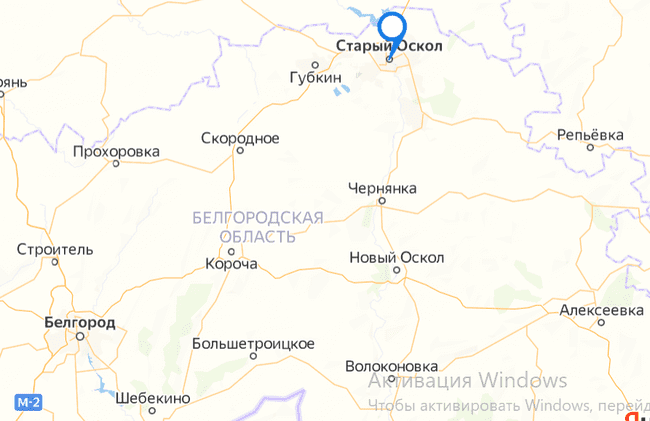 Старый Оскол
Губкин
рянь
Скородное
Репьёвка
Прохоровка
Чернянка
БЕЛГОРОДСКАЯ
ОБЛАСТЬ
Строитель
Короча
Новый Оскол
Алексеевка
Белгород
Большетроицкое
Волоконовка
Активация Windows
М-2
Шебекино
Чтобы активировать Windows, перейд
Я